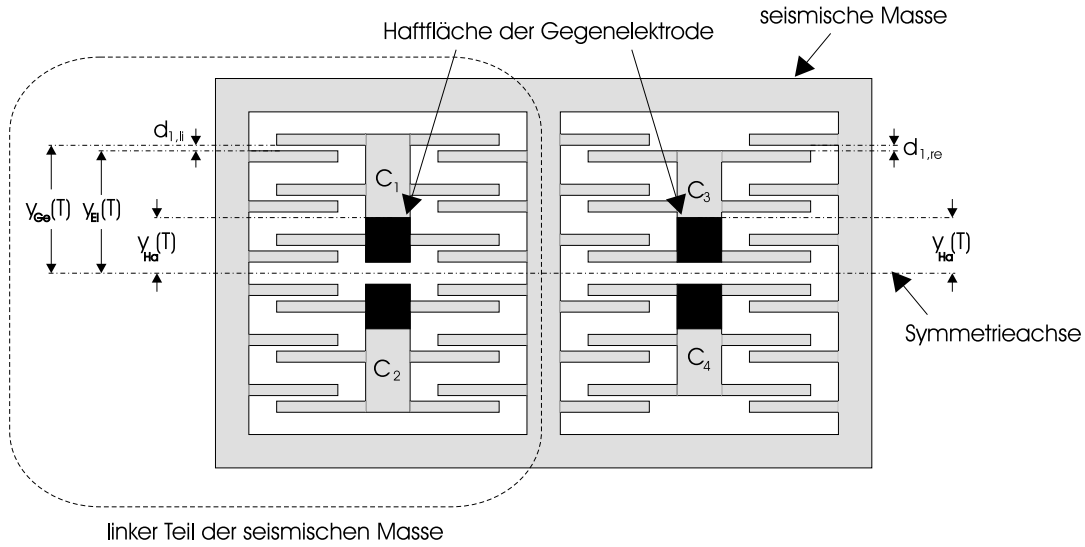 seismische Masse
Haftfläche der Gegenelektrode
d1,li
d1,re
C1
C3
yGe(T)
yEl(T)
yHa(T)
yHa(T)
Symmetrieachse
C2
C4
linker Teil der seismischen Masse